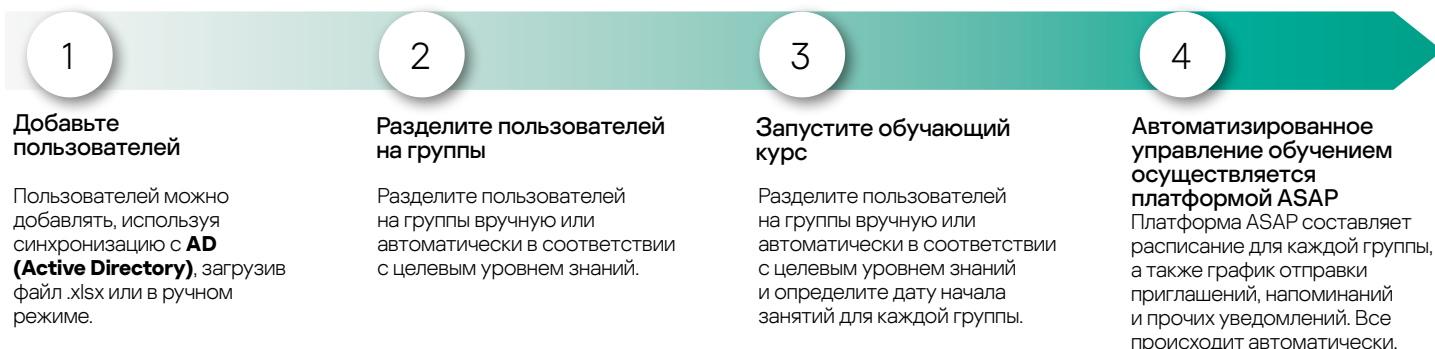 1
Добавьте
пользователей
Пользователей можно
добавлять, используя
синхронизацию с AD
(Active Directory), загрузив
файл .xlsx или в ручном
режиме.
2
Разделите пользователей
на группы
Разделите пользователей
на группы вручную или
автоматически в соответствии
с целевым уровнем знаний.
3
Запустите обучающий
курс
Разделите пользователей
на группы вручную или
автоматически в соответствии
с целевым уровнем знаний
и определите дату начала
занятий для каждой группы.
4
Автоматизированное
управление обучением
осуществляется
платформой ASAP
Платформа ASAP составляет
расписание для каждой группы,
а также график отправки
приглашений, напоминаний
и прочих уведомлений. Все
происходит автоматически.